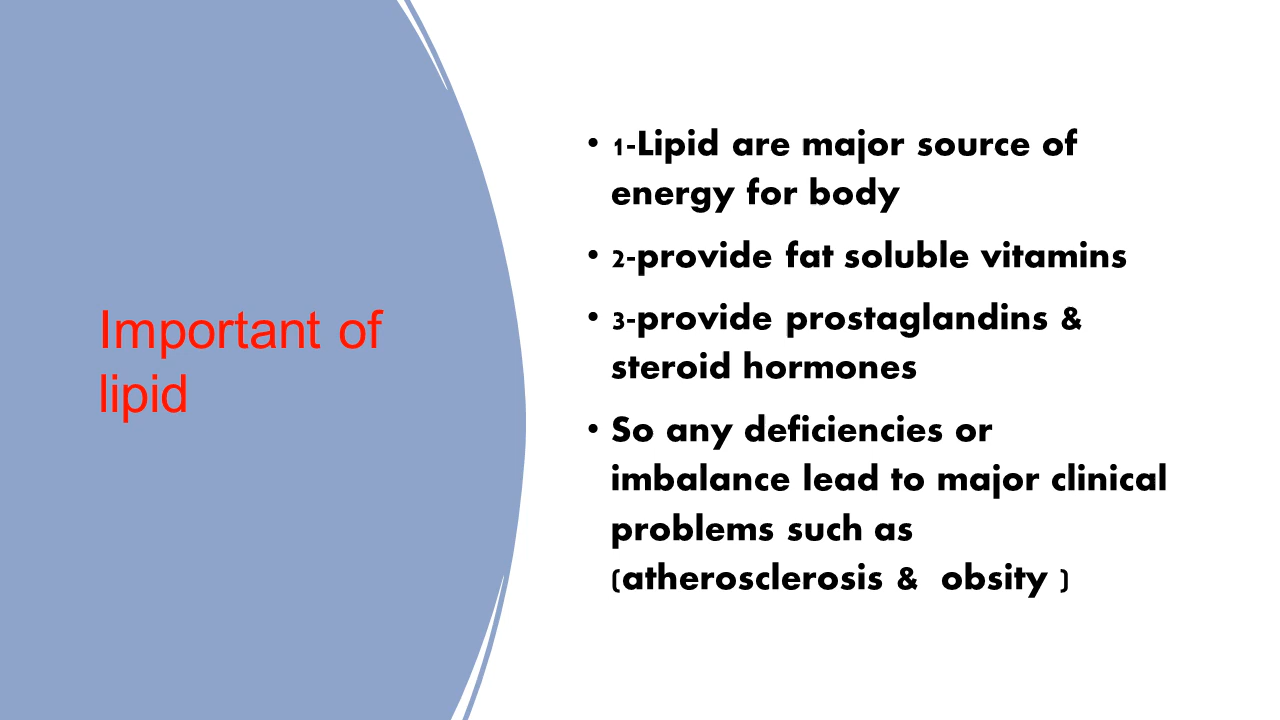 Important of
lipid
• 1-Lipid are major source of
energy for body
• 2-provide fat soluble vitamins
• 3-provide prostaglandins &
steroid hormones
• So any deficiencies or
imbalance lead to major clinical
problems such as
(atherosclerosis &  obsity )